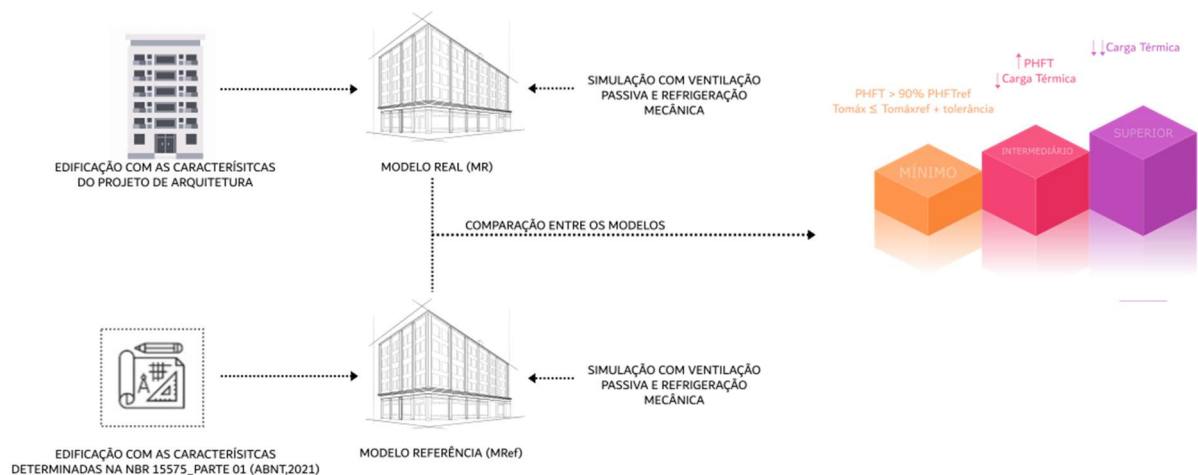 EDIFICAÇÃO COM AS CARACTERÍSITCAS
DO PROJETO DE ARQUITETURA
MODELO REAL (MR)
SIMULAÇÃO COM VENTILAÇÃO
PASSIVA E REFRIGERAÇÃO
MECÂNICA
COMPARAÇÃO ENTRE OS MODELOS
PHFT > 90% PHFTref
Tomáx ≤ Tomáxref + tolerância
↑ PHFT
↓ Carga Térmica
↓↓ Carga Térmica
MÍNIMO
INTERMEDIÁRIO
SUPERIOR
EDIFICAÇÃO COM AS CARACTERÍSITCAS
DETERMINADAS NA NBR 15575_PARTE 01 (ABNT,2021)
MODELO REFERÊNCIA (MRef)
SIMULAÇÃO COM VENTILAÇÃO
PASSIVA E REFRIGERAÇÃO
MECÂNICA